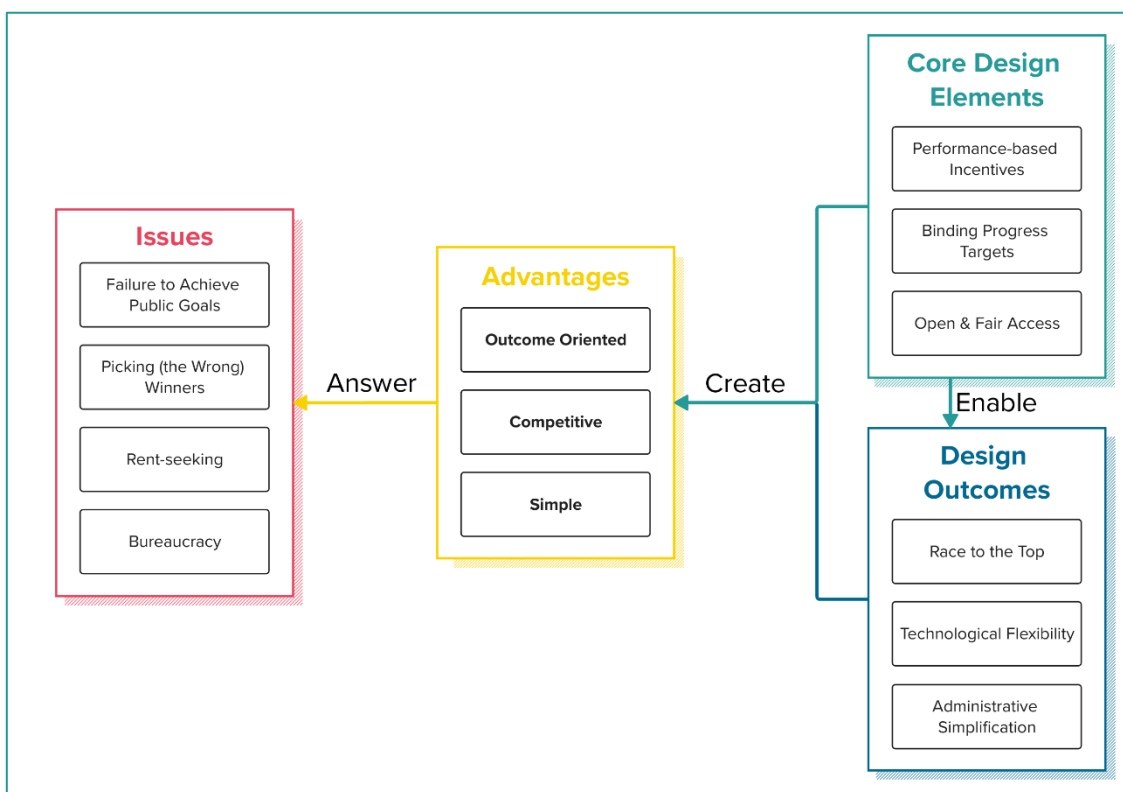 Issues
Failure to Achieve
Public Goals
Picking (the Wrong)
Winners
Rent-seeking
Bureaucracy
Answer
Advantages
Outcome Oriented
Competitive
Simple
Create
Core Design
Elements
Performance-based
Incentives
Binding Progress
Targets
Open & Fair Access
Enable
Design
Outcomes
Race to the Top
Technological Flexibility
Administrative
Simplification